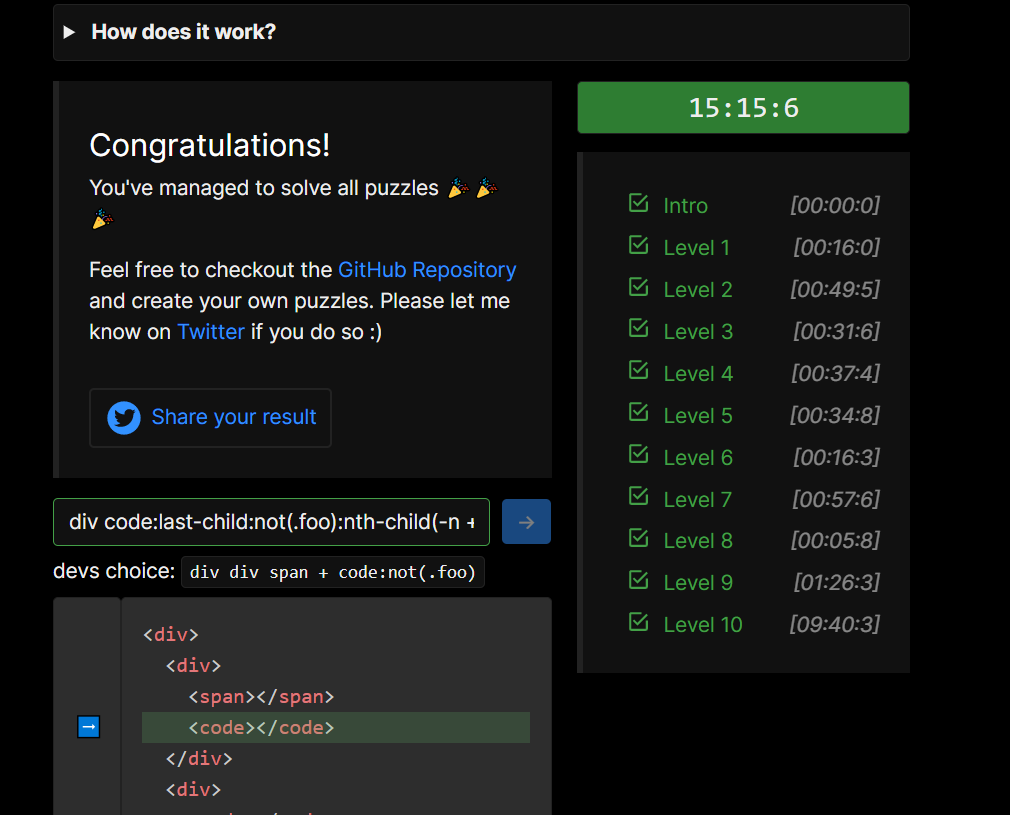 How does it work?
Congratulations!
You've managed to solve all puzzles
Feel free to checkout the GitHub Repository
and create your own puzzles. Please let me
know on Twitter if you do so :)
Share your result
div code:last-child:not(.foo):nth-child(-n +
devs choice: div div span + code:not(.foo)
<div>
<div>
<span></span>
<code></code>
</div>
<div>
15:15:6
Intro [00:00:0]
Level 1 [00:16:0]
Level 2 [00:49:5]
Level 3 [00:31:6]
Level 4 [00:37:4]
Level 5 [00:34:8]
Level 6 [00:16:3]
Level 7 [00:57:6]
Level 8 [00:05:8]
Level 9 [01:26:3]
Level 10 [09:40:3]